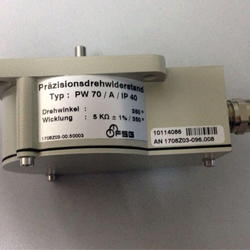 Präzisionsdrehwiderstand
Typ : PW 70 / A / IP 40
Drehwinkel : 350°
Wicklung : 5 KΩ ± 1% / 350°
FSG
1708Z03-00.50003
10114086
AN 1708Z03-096.008